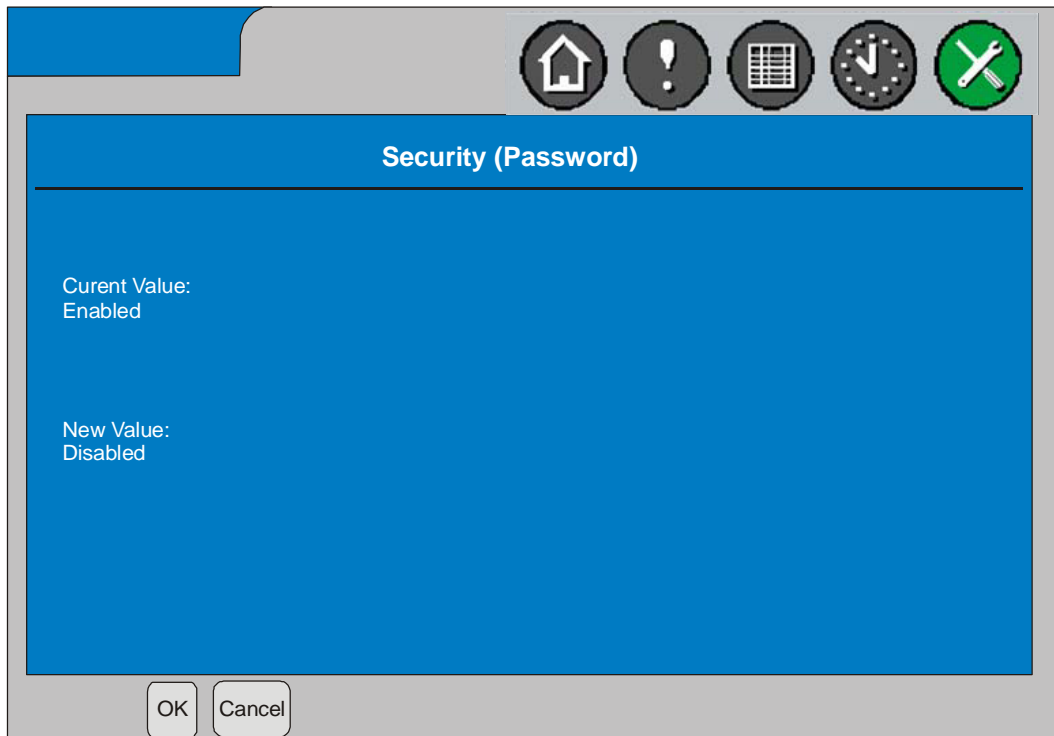 Security (Password)
Curent Value:
Enabled
New Value:
Disabled
OK
Cancel